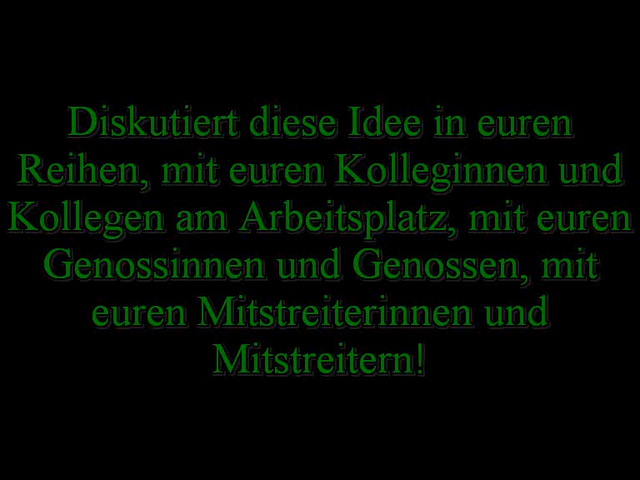 Diskutiert diese Idee in euren
Reihen, mit euren Kolleginnen und
Kollegen am Arbeitsplatz, mit euren
Genossinnen und Genossen, mit
euren Mitstreiterinnen und
Mitstreitern!